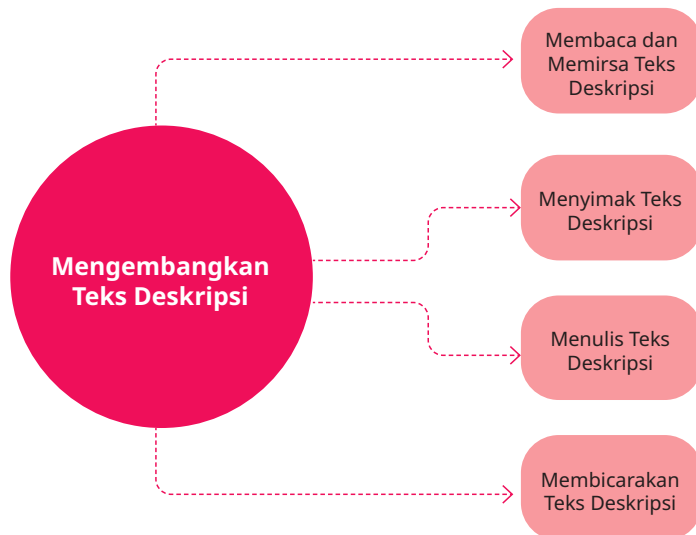 Membaca dan
Memirsa Teks
Deskripsi
Menyimak Teks
Deskripsi
Mengembangkan
Teks Deskripsi
Menulis Teks
Deskripsi
Membicarakan
Teks Deskripsi